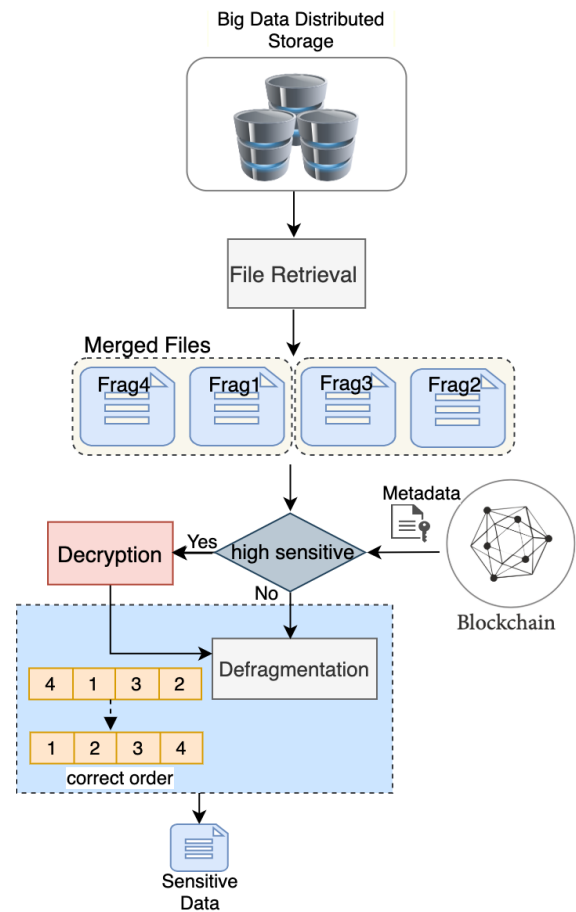 Big Data Distributed
Storage
File Retrieval
Merged Files
Frag4 Frag1 Frag3 Frag2
Metadata
Decryption
Yes
high sensitive
Blockchain
No
Defragmentation
4 1 3 2
1 2 3 4
correct order
Sensitive
Data